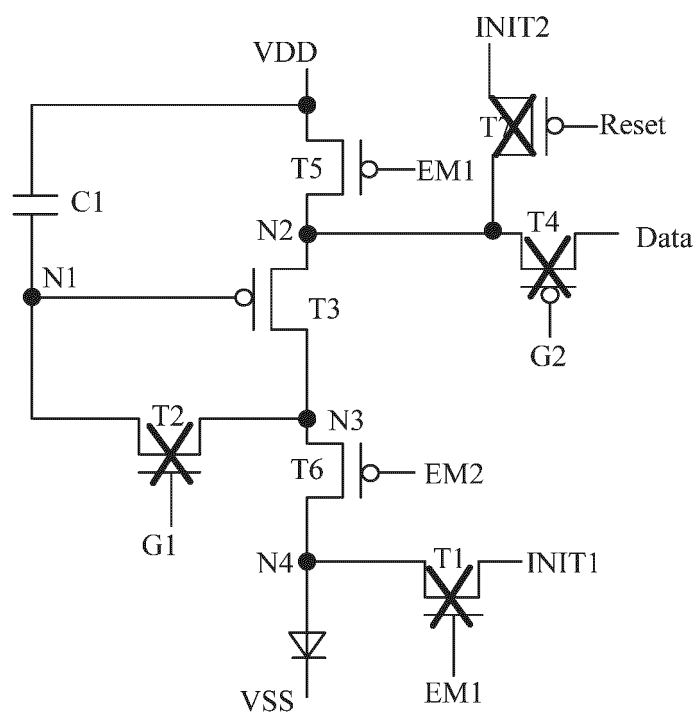 INIT2
VDD
T7
Reset
T5
EM1
C1
N2
T4
Data
N1
T3
G2
T2
N3
T6
EM2
G1
N4
T1
INIT1
VSS
EM1